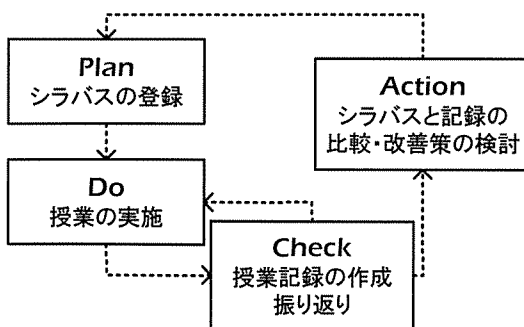 Plan
シラバスの登録
Action
シラバスと記録の
比較・改善策の検討
Do
授業の実施
Check
授業記録の作成
振り返り